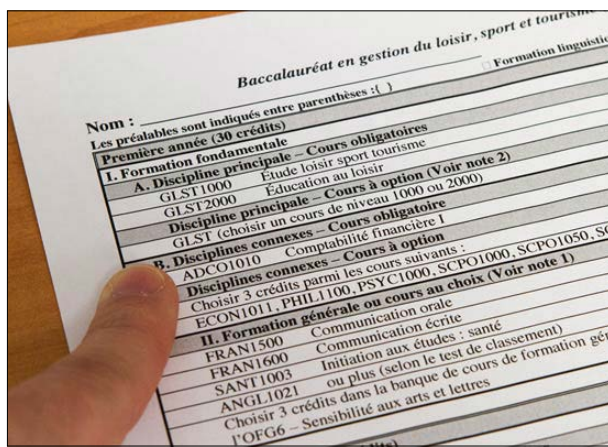 Baccalauréat en gestion du loisir, sport et tourisme
□ Formation
Nom :
Les préalables sont indiqués entre parenthèses :( )
Première année (30 crédits)
I. Formation fondamentale
A. Discipline principale – Cours obligatoires
GLST1000 Étude loisir sport tourisme
GLST2000 Éducation au loisir
Discipline principale – Cours à option (Voir note 2)
GLST (choisir un cours de niveau 1000 ou 2000)
B. Disciplines connexes – Cours obligatoire
ADCO1010 Comptabilité financière I
Disciplines connexes – Cours à option
Choisir 3 crédits parmi les cours suivants :
ECON1011, PHIL1100, PSYC1000, SCPO1000, SCPO1050,
II. Formation générale ou cours au choix (Voir note 1)
FRAN1500 Communication orale
FRAN1600 Communication écrite
SANT1003 Initiation aux études : santé
ANGL1021 ou plus (selon le test de classement)
Choisir 3 crédits dans la banque de cours de formation
l'OFG6 – Sensibilité aux arts et lettres